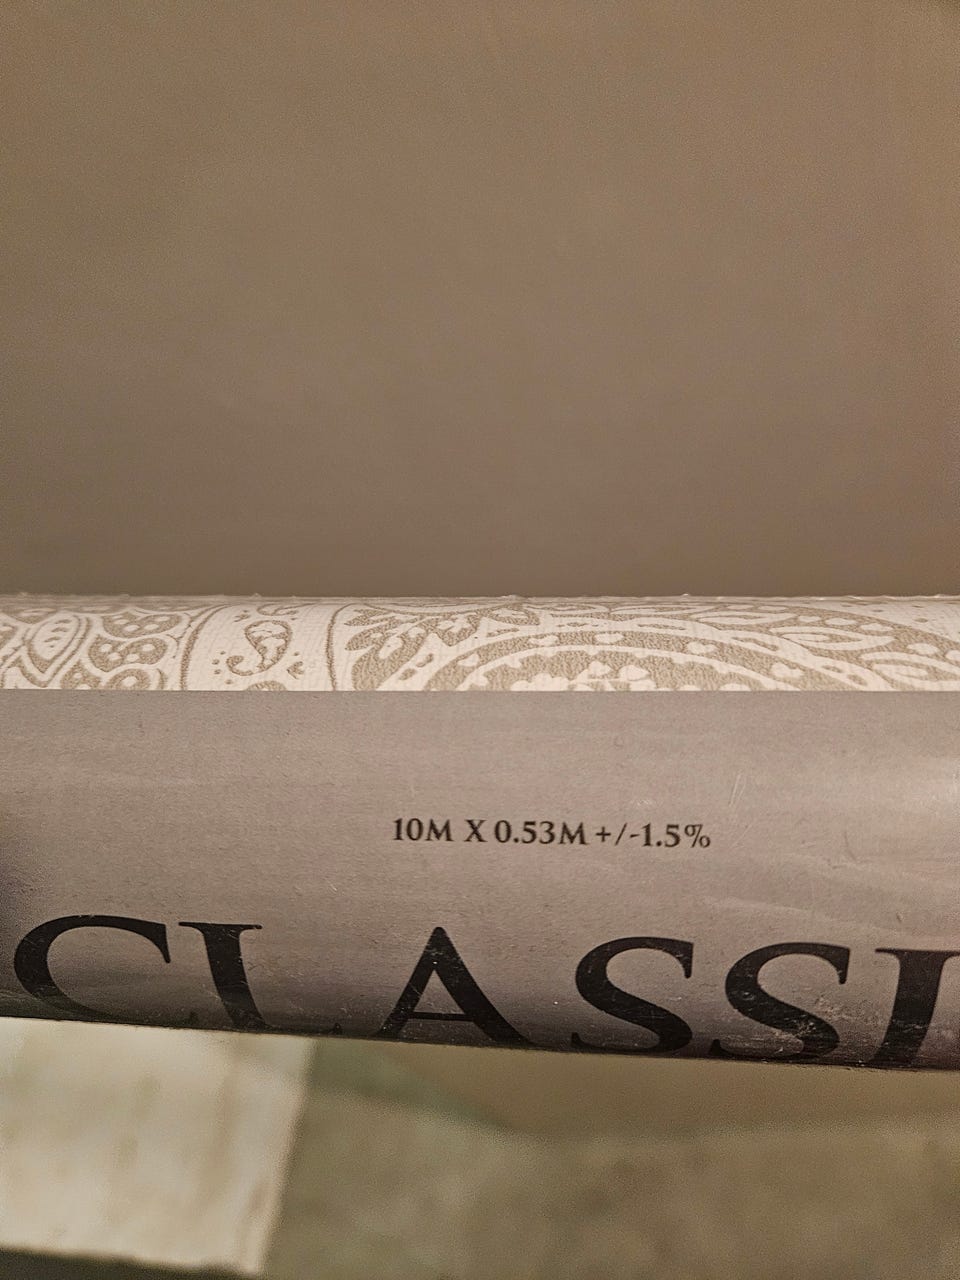 10M X 0.53M +/-1.5%
CLASSI